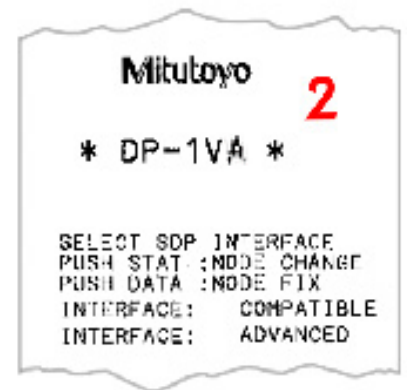 Mitutoyo
2
* DP-1VA *
SELECT SDP INTERFACE
PUSH STAT :MODE CHANGE
PUSH DATA :MODE FIX
INTERFACE: COMPATIBLE
INTERFACE: ADVANCED